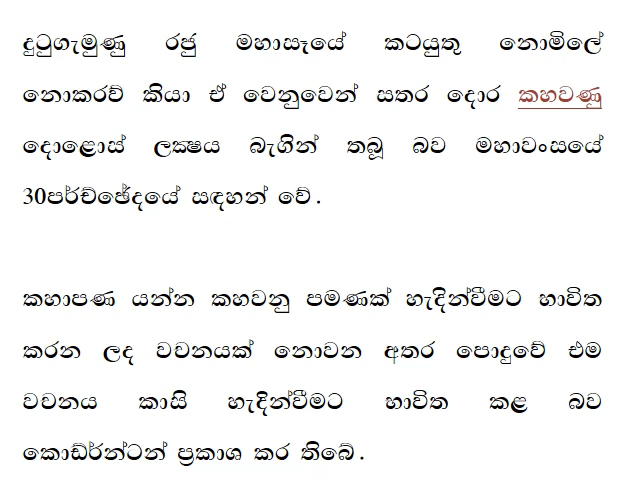 දුටුගැමුණු රජු මහාසෑයේ කටයුතු නොමිලේ
නොකරව් කියා ඒ වෙනුවෙන් සතර දොර කහවණු
දොළොස් ලක්‍ෂය බැගින් තබූ බව මහාවංසයේ
30පර්ච්ඡේදයේ සඳහන් වේ.
කහාපණ යන්න කහවනු පමණක් හැඳින්වීමට භාවිත
කරන ලද වචනයක් නොවන අතර පොදුවේ එම
වචනය කාසි හැඳින්වීමට භාවිත කළ බව
කොඩ්ර්න්ටන් ප්‍රකාශ කර තිබේ.